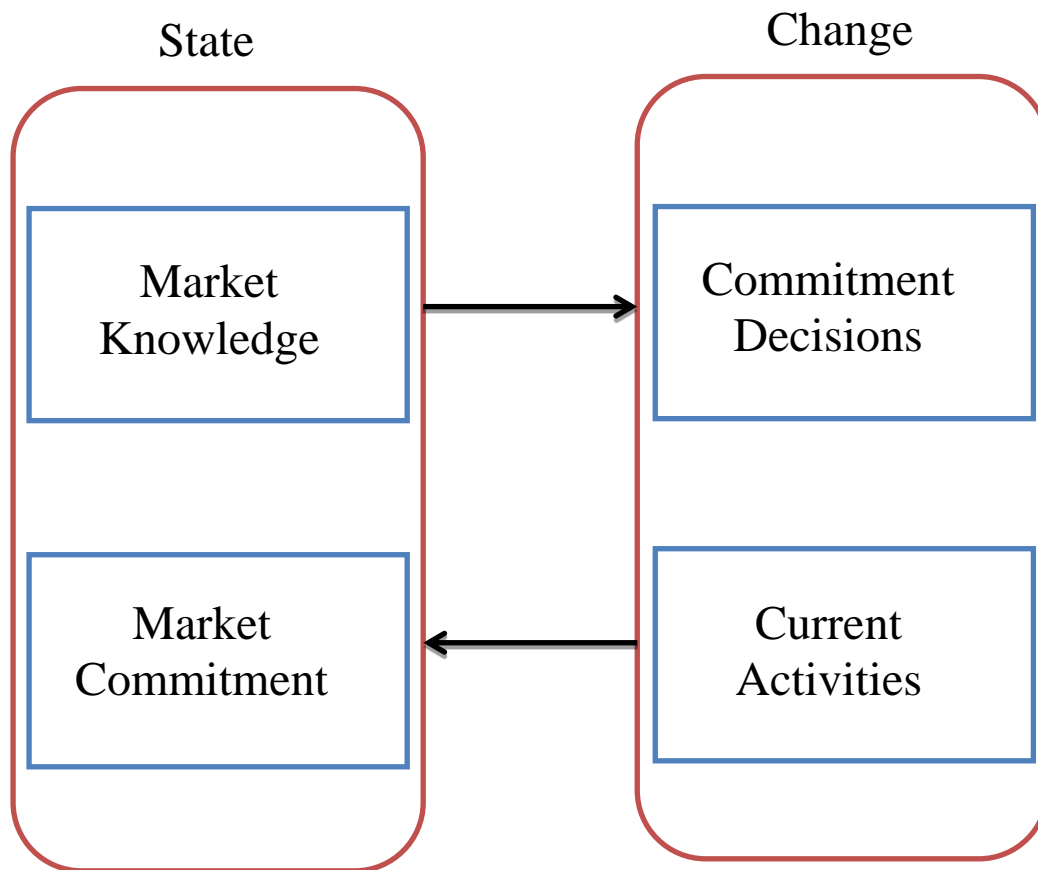 State
Change
Market
Knowledge
Commitment
Decisions
Market
Commitment
Current
Activities